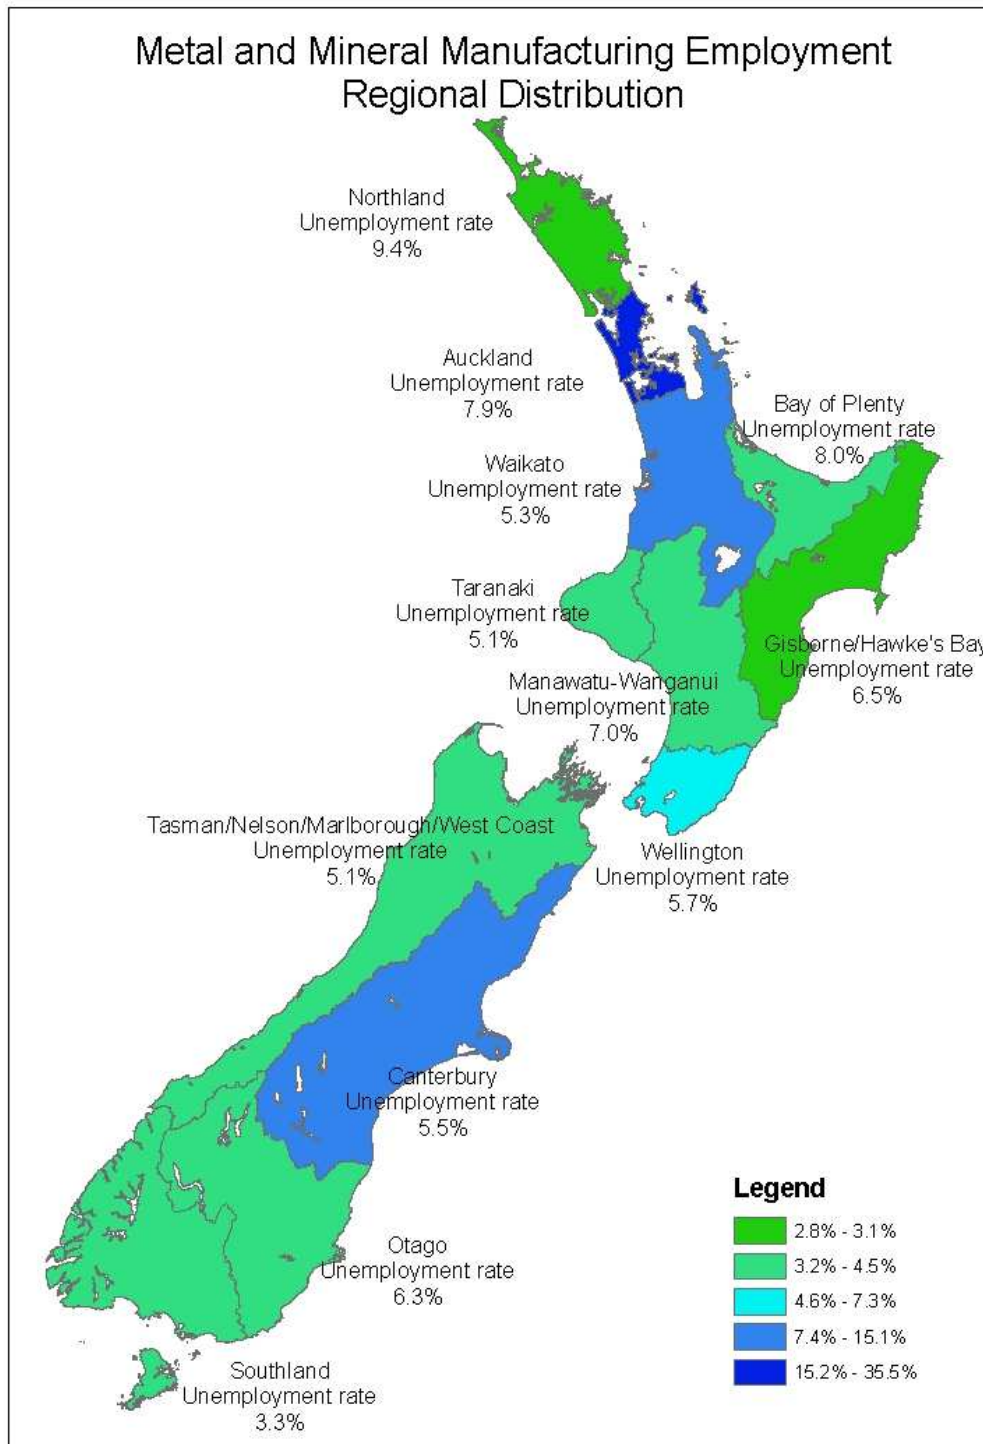 Metal and Mineral Manufacturing Employment
Regional Distribution
Northland
Unemployment rate
9.4%
Auckland
Unemployment rate
7.9%
Bay of Plenty
Unemployment rate
8.0%
Waikato
Unemployment rate
5.3%
Taranaki
Unemployment rate
5.1%
Gisborne/Hawke's Bay
Unemployment rate
6.5%
Manawatu-Wanganui
Unemployment rate
7.0%
Tasman/Nelson/Marlborough/West Coast
Unemployment rate
5.1%
Wellington
Unemployment rate
5.7%
Canterbury
Unemployment rate
5.5%
Otago
Unemployment rate
6.3%
Southland
Unemployment rate
3.3%
Legend
2.8% - 3.1%
3.2% - 4.5%
4.6% - 7.3%
7.4% - 15.1%
15.2% - 35.5%